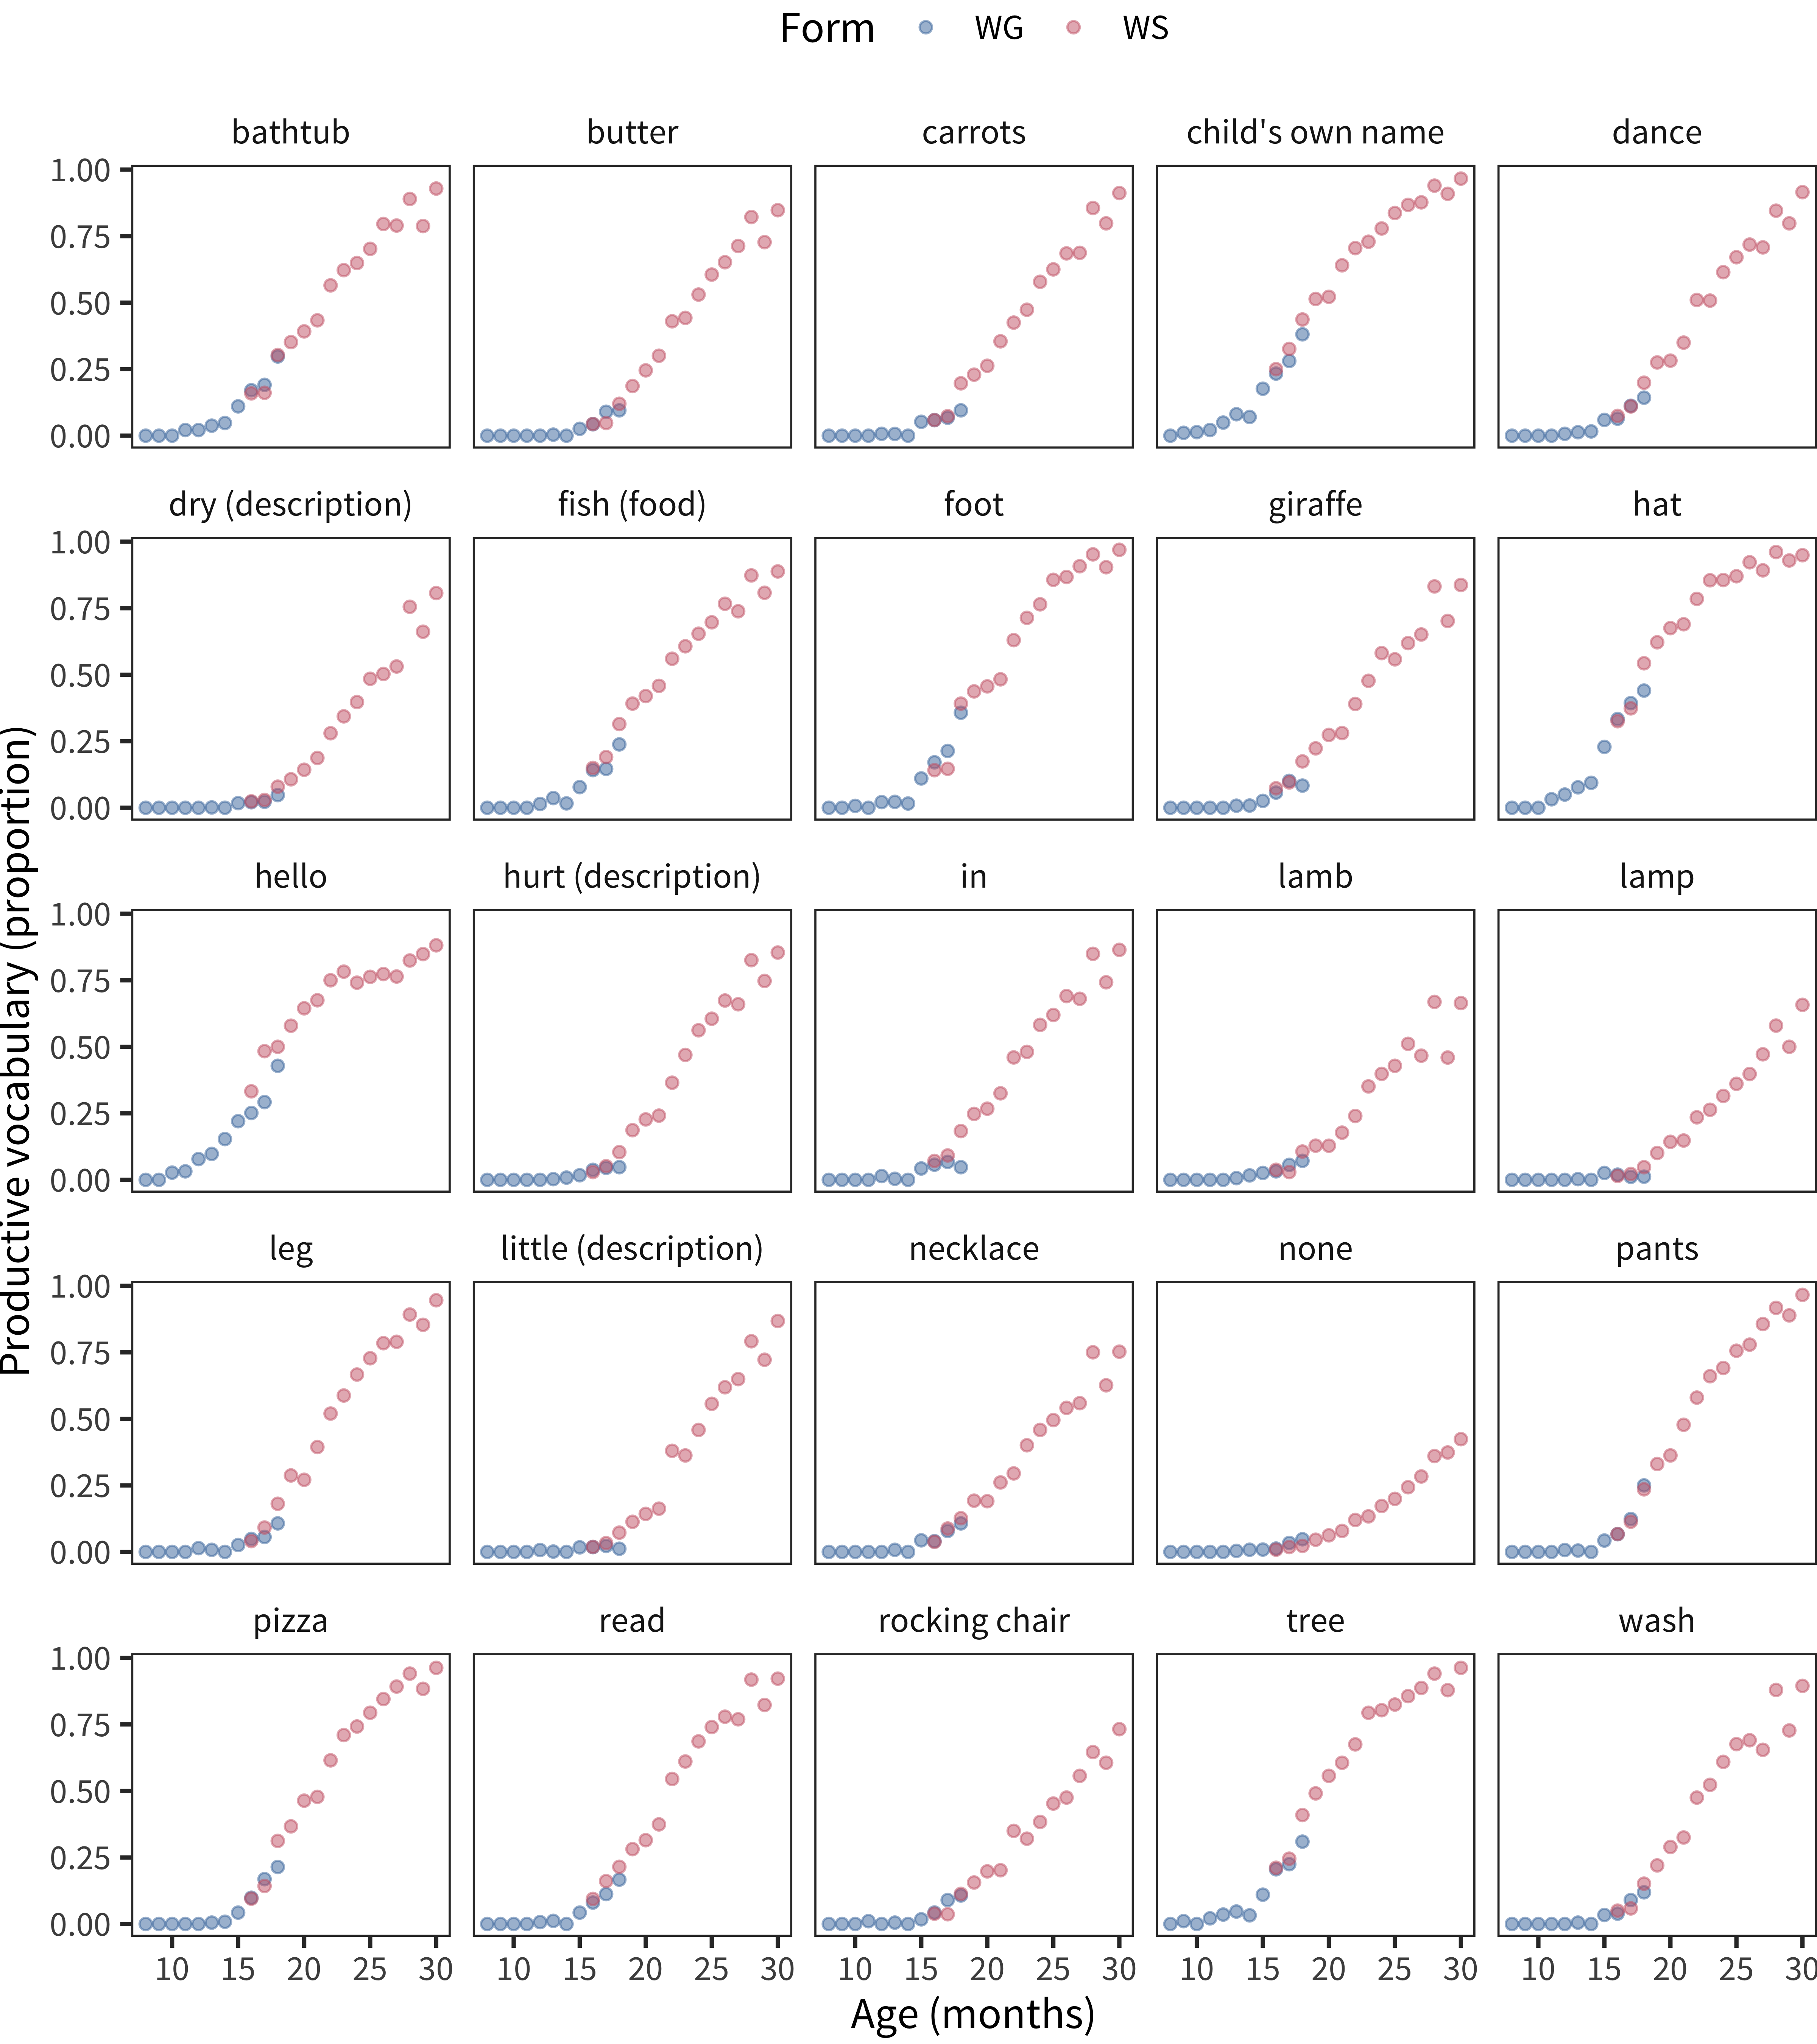 Form WG WS
bathtub butter carrots child's own name dance
1.00
0.75
0.50
0.25
0.00
dry (description) fish (food) foot giraffe hat
1.00
0.75
0.50
0.25
0.00
hello hurt (description) in lamb lamp
1.00
0.75
0.50
0.25
0.00
leg little (description) necklace none pants
1.00
0.75
0.50
0.25
0.00
pizza read rocking chair tree wash
1.00
0.75
0.50
0.25
0.00
10 15 20 25 30 10 15 20 25 30 10 15 20 25 30 10 15 20 25 30 10 15 20 25 30
Age (months)
Productive vocabulary (proportion)